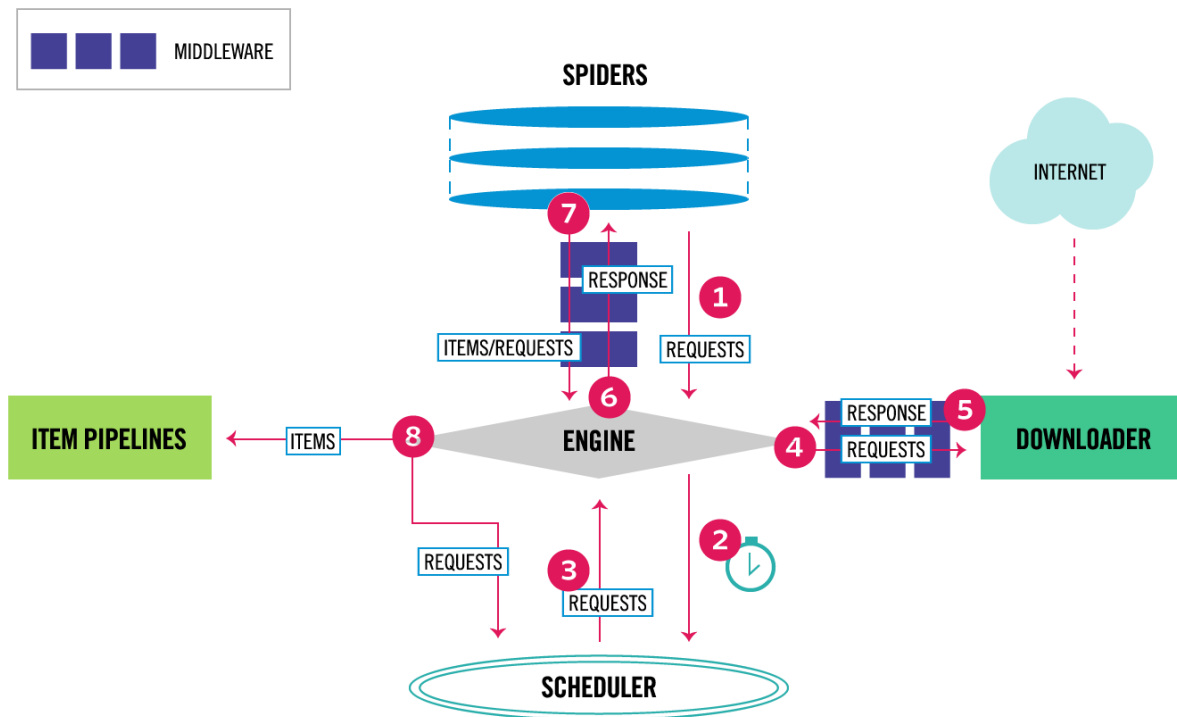 MIDDLEWARE
SPIDERS
INTERNET
7
RESPONSE
1
ITEMS/REQUESTS
REQUESTS
6
ITEM PIPELINES
ITEMS
8
ENGINE
4
RESPONSE
5
REQUESTS
DOWNLOADER
2
REQUESTS
3
REQUESTS
SCHEDULER